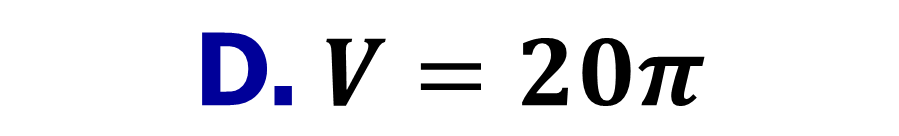 D. V = 20π